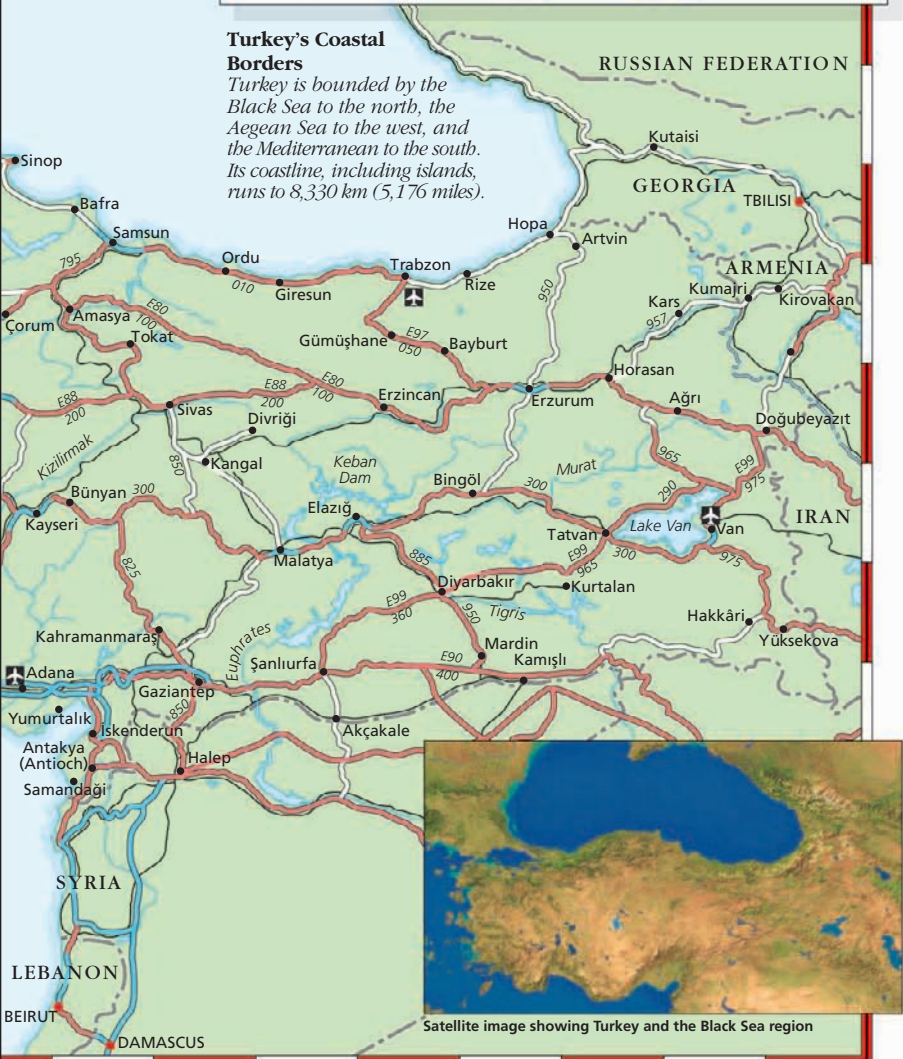 Turkey's Coastal
Borders
Turkey is bounded by the
Black Sea to the north, the
Aegean Sea to the west, and
the Mediterranean to the south.
Its coastline, including islands,
runs to 8,330 km (5,176 miles).
RUSSIAN FEDERATION
Kutaisi
Sinop
GEORGIA
TBILISI
Bafra
Hopa
Samsun
Artvin
Ordu
795
Trabzon
ARMENIA
010
Giresun
Rize
950
Kumajri
Kirovakan
Kars
957
E80
100
Çorum
Amasya
Tokat
Gümüşhane
E97
050
Bayburt
Horasan
E88
200
E88
200
E80
100
Erzincan
Erzurum
Ağrı
Sivas
Divriği
Doğubeyazıt
Kizilirmak
850
Kangal
Keban
Dam
Murat
965
E99
975
Bünyan
300
Bingöl
300
290
Kayseri
Elazığ
Lake Van
Van
IRAN
Tatvan
Malatya
885
E99
965
300
975
825
Diyarbakır
Kurtalan
E99
360
950
Tigris
Hakkâri
Kahramanmaraş
Euphrates
Mardin
Yüksekova
Şanlıurfa
E90
400
Kamışlı
Adana
Gaziantep
Yumurtalık
850
İskenderun
Akçakale
Antakya
(Antioch)
Halep
Samandaği
SYRIA
LEBANON
BEIRUT
DAMASCUS
Satellite image showing Turkey and the Black Sea region